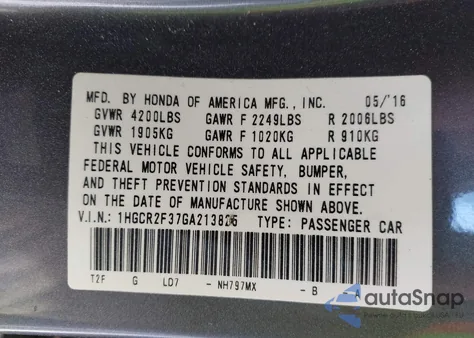 MFD. BY HONDA OF AMERICA MFG., INC. 05/'16
GVWR 4200LBS GAWR F 2249LBS R 2006LBS
GVWR 1905KG GAWR F 1020KG R 910KG
THIS VEHICLE CONFORMS TO ALL APPLICABLE
FEDERAL MOTOR VEHICLE SAFETY, BUMPER,
AND THEFT PREVENTION STANDARDS IN EFFECT
ON THE DATE OF MANUFACTURE SHOWN ABOVE.
V.I.N.: TYPE: PASSENGER CAR
T2F G LD7 - NH797MX - B - A
autoSnap